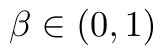 β ∈ (0, 1)